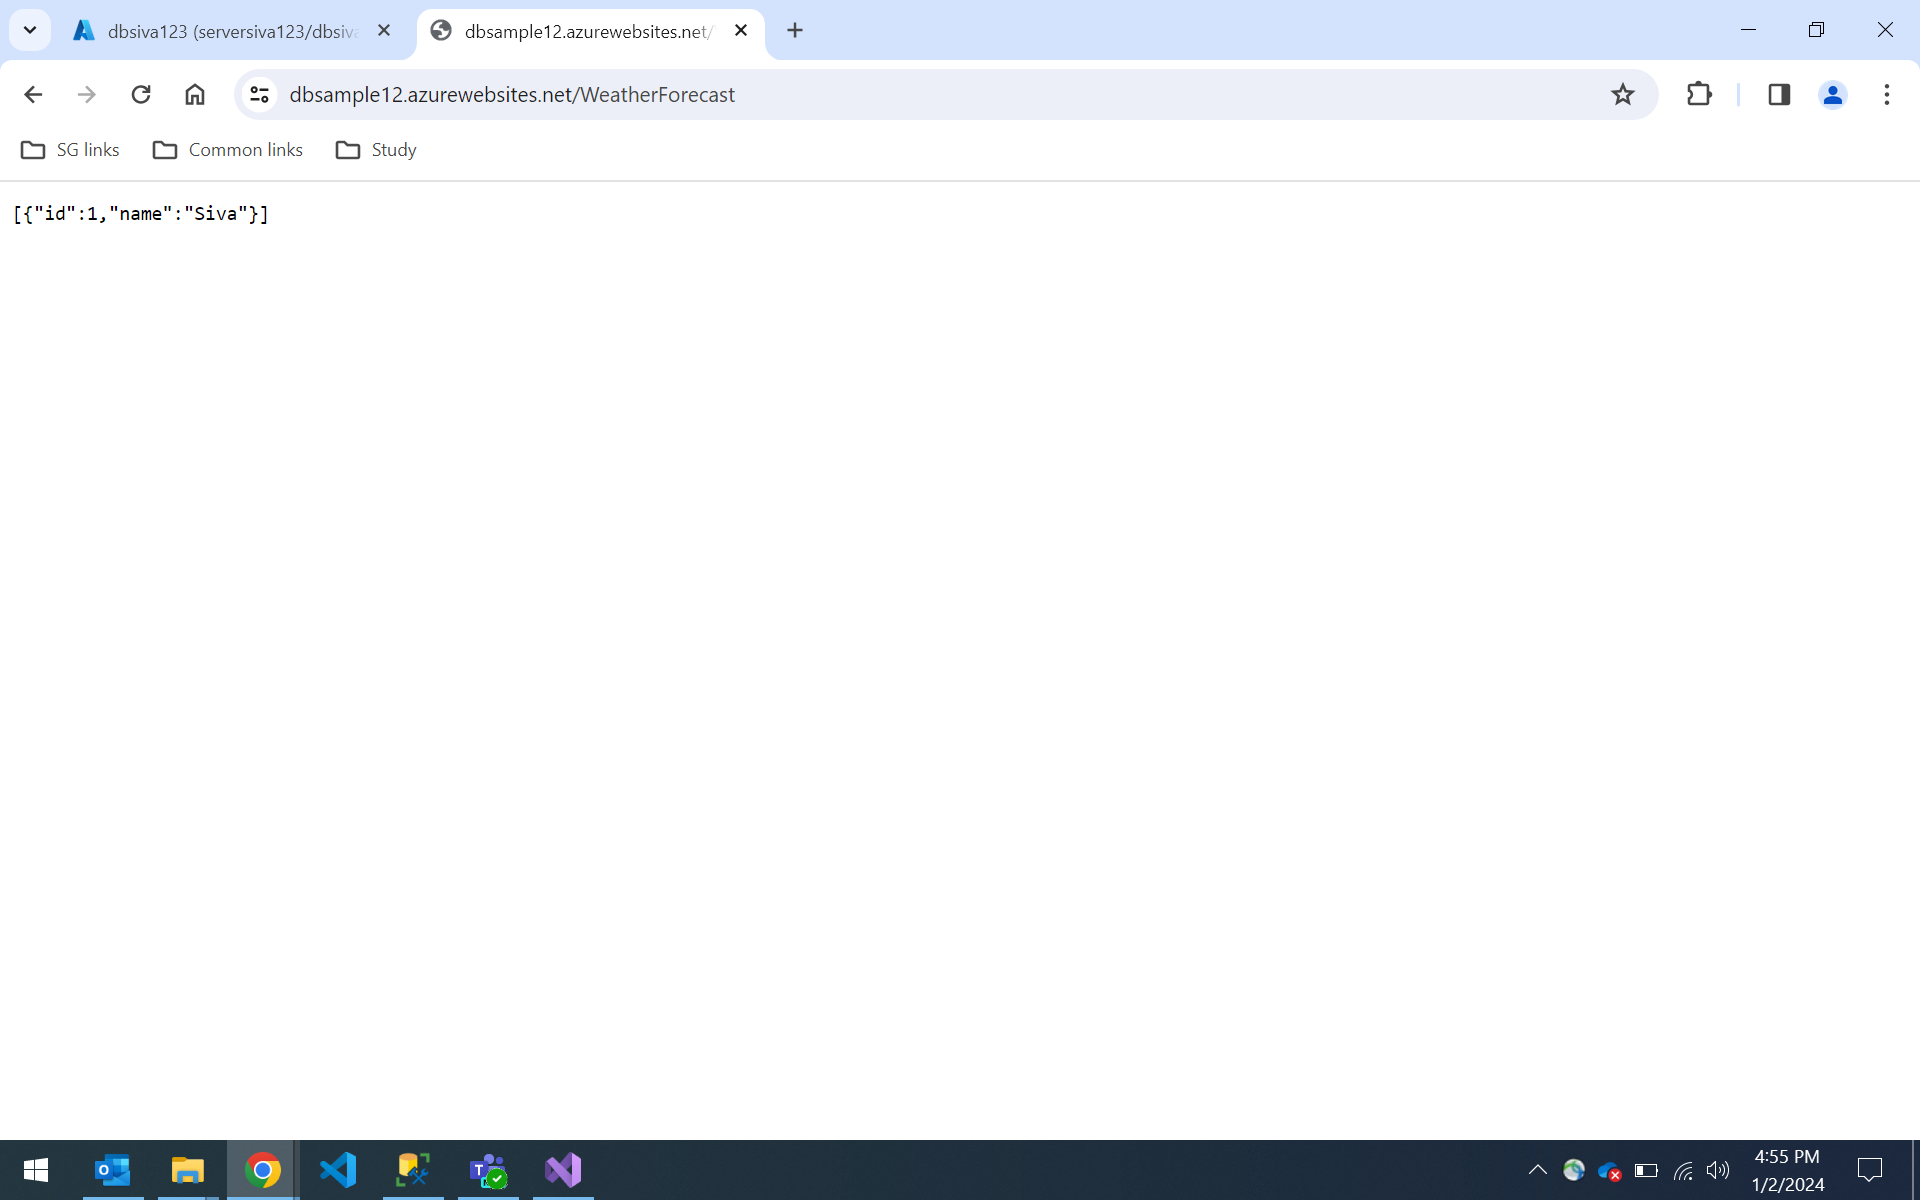 dbsiva123 (serversiva123/dbsiva
dbsample12.azurewebsites.net/
dbsample12.azurewebsites.net/WeatherForecast
SG links
Common links
Study
[{"id":1,"name":"Siva"}]
4:55 PM
1/2/2024